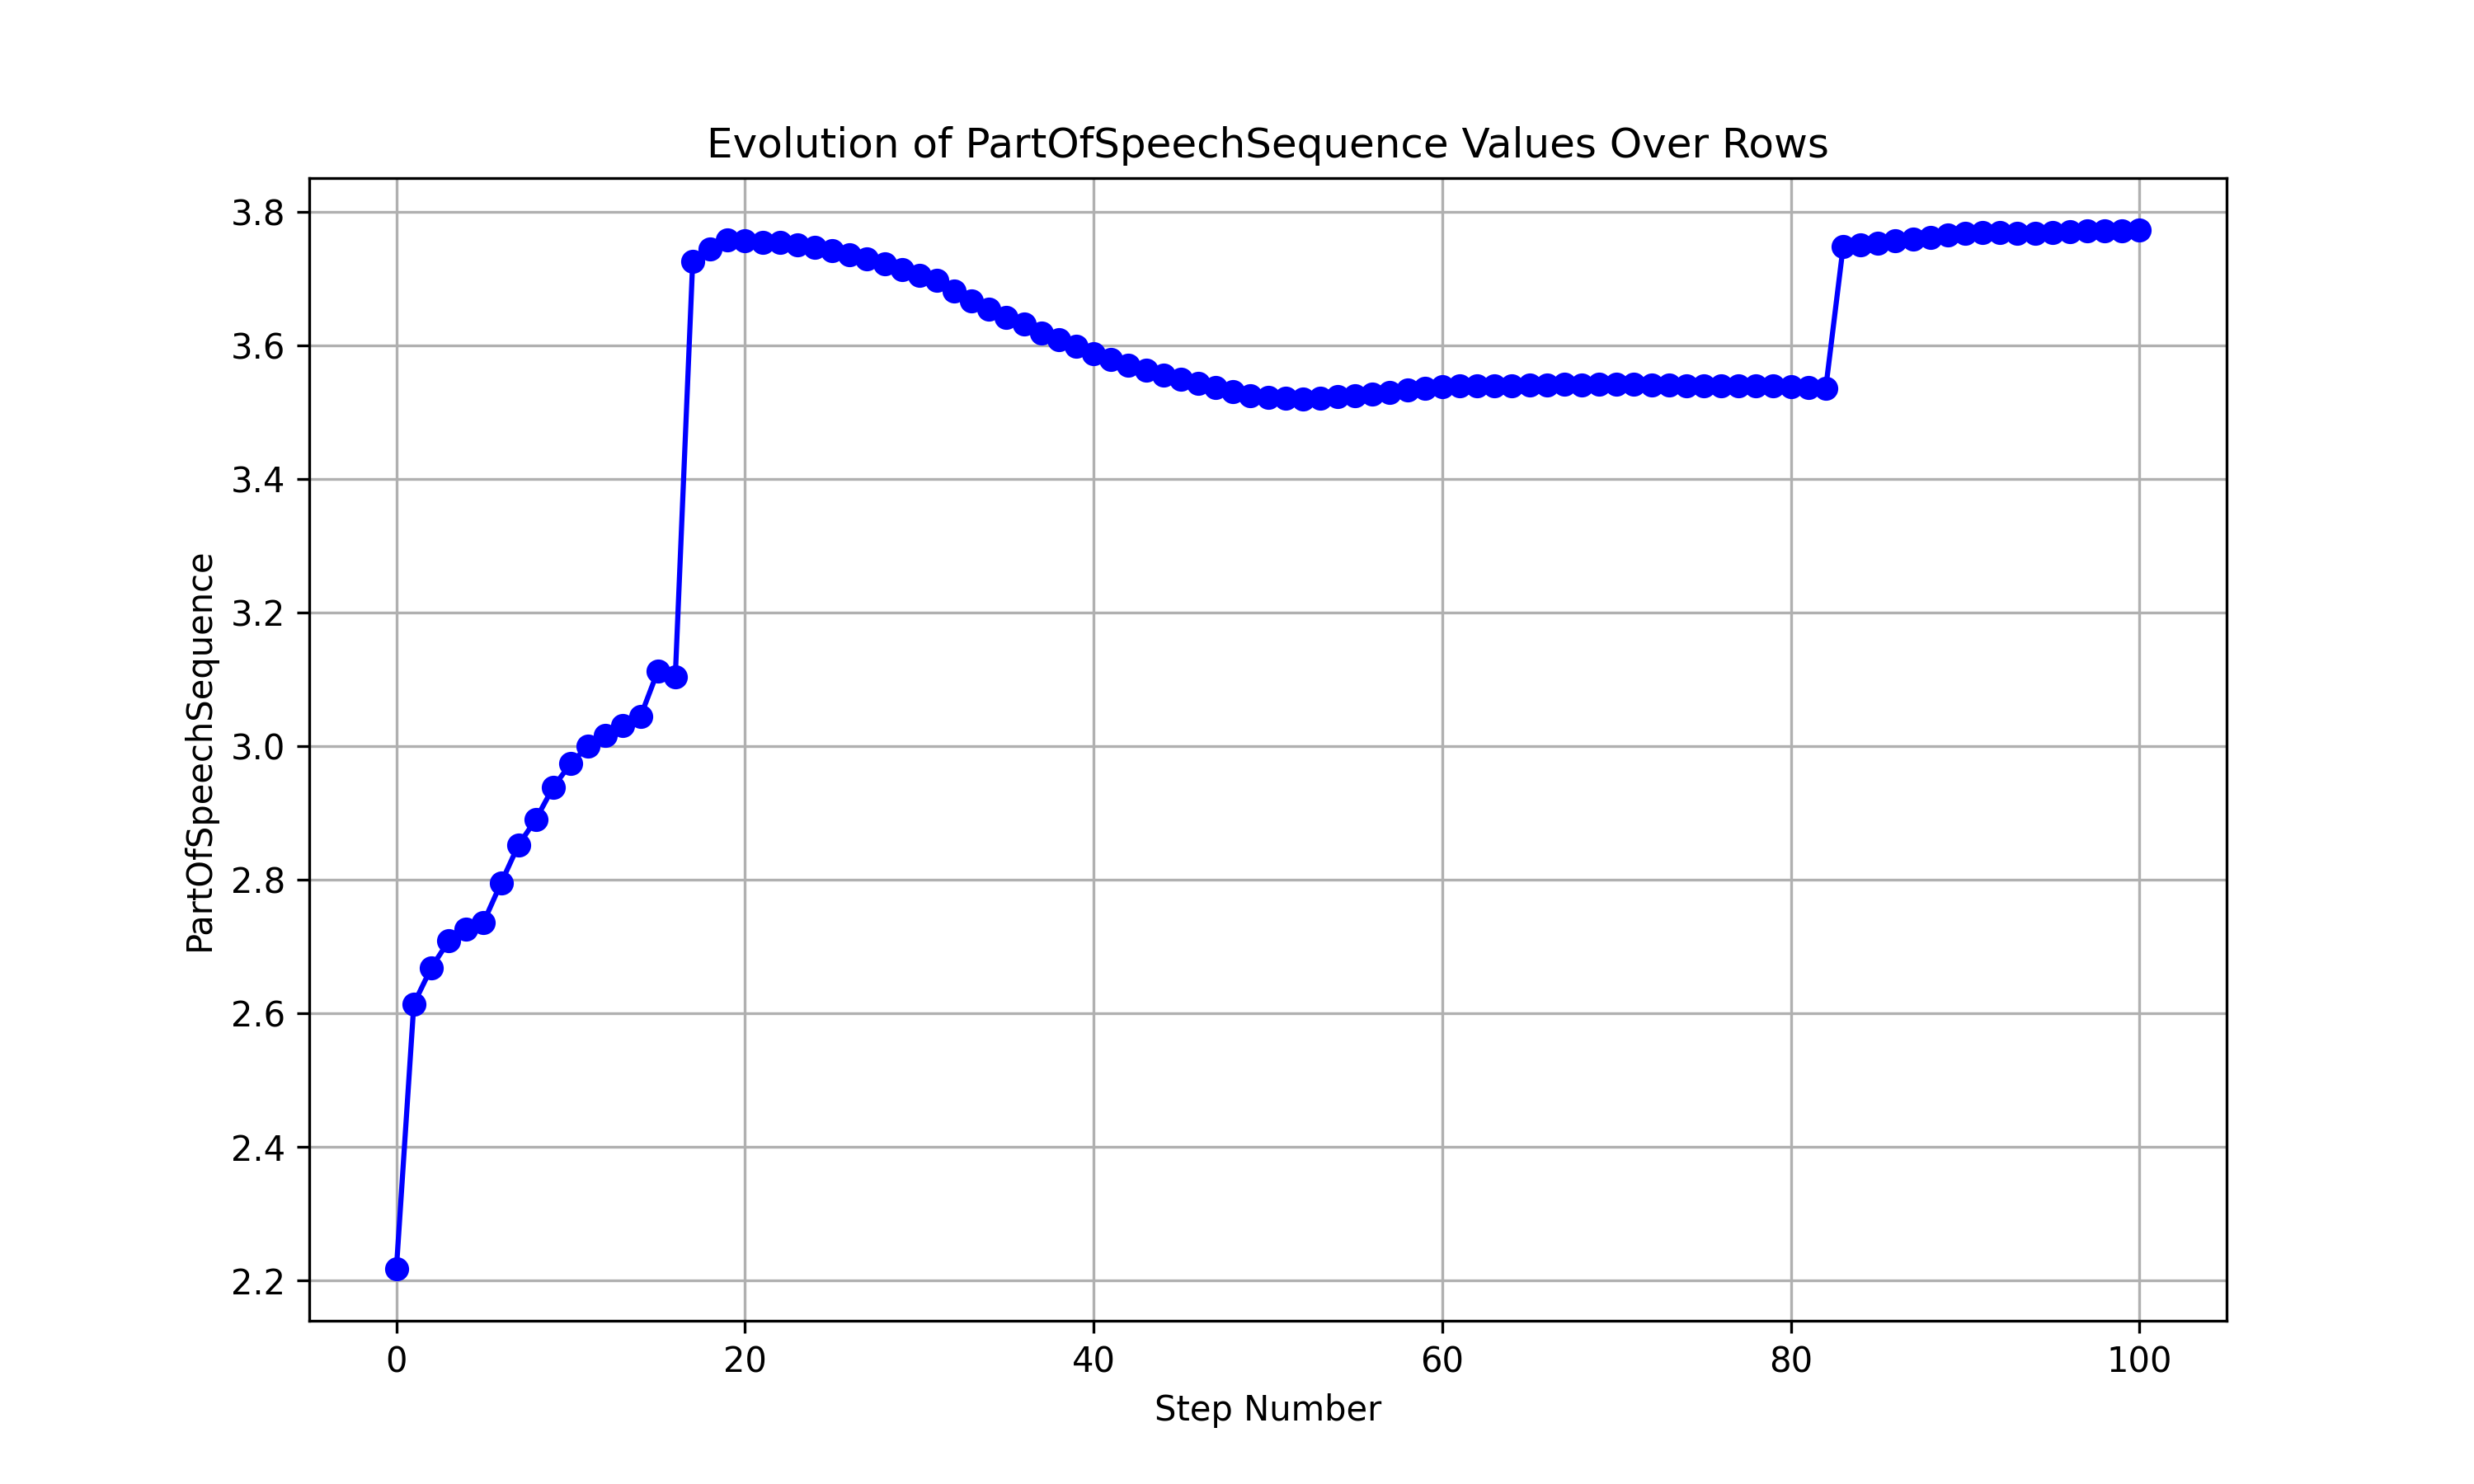 Evolution of PartOfSpeechSequence Values Over Rows
PartOfSpeechSequence
3.8
3.6
3.4
3.2
3.0
2.8
2.6
2.4
2.2
0 20 40 60 80 100
Step Number